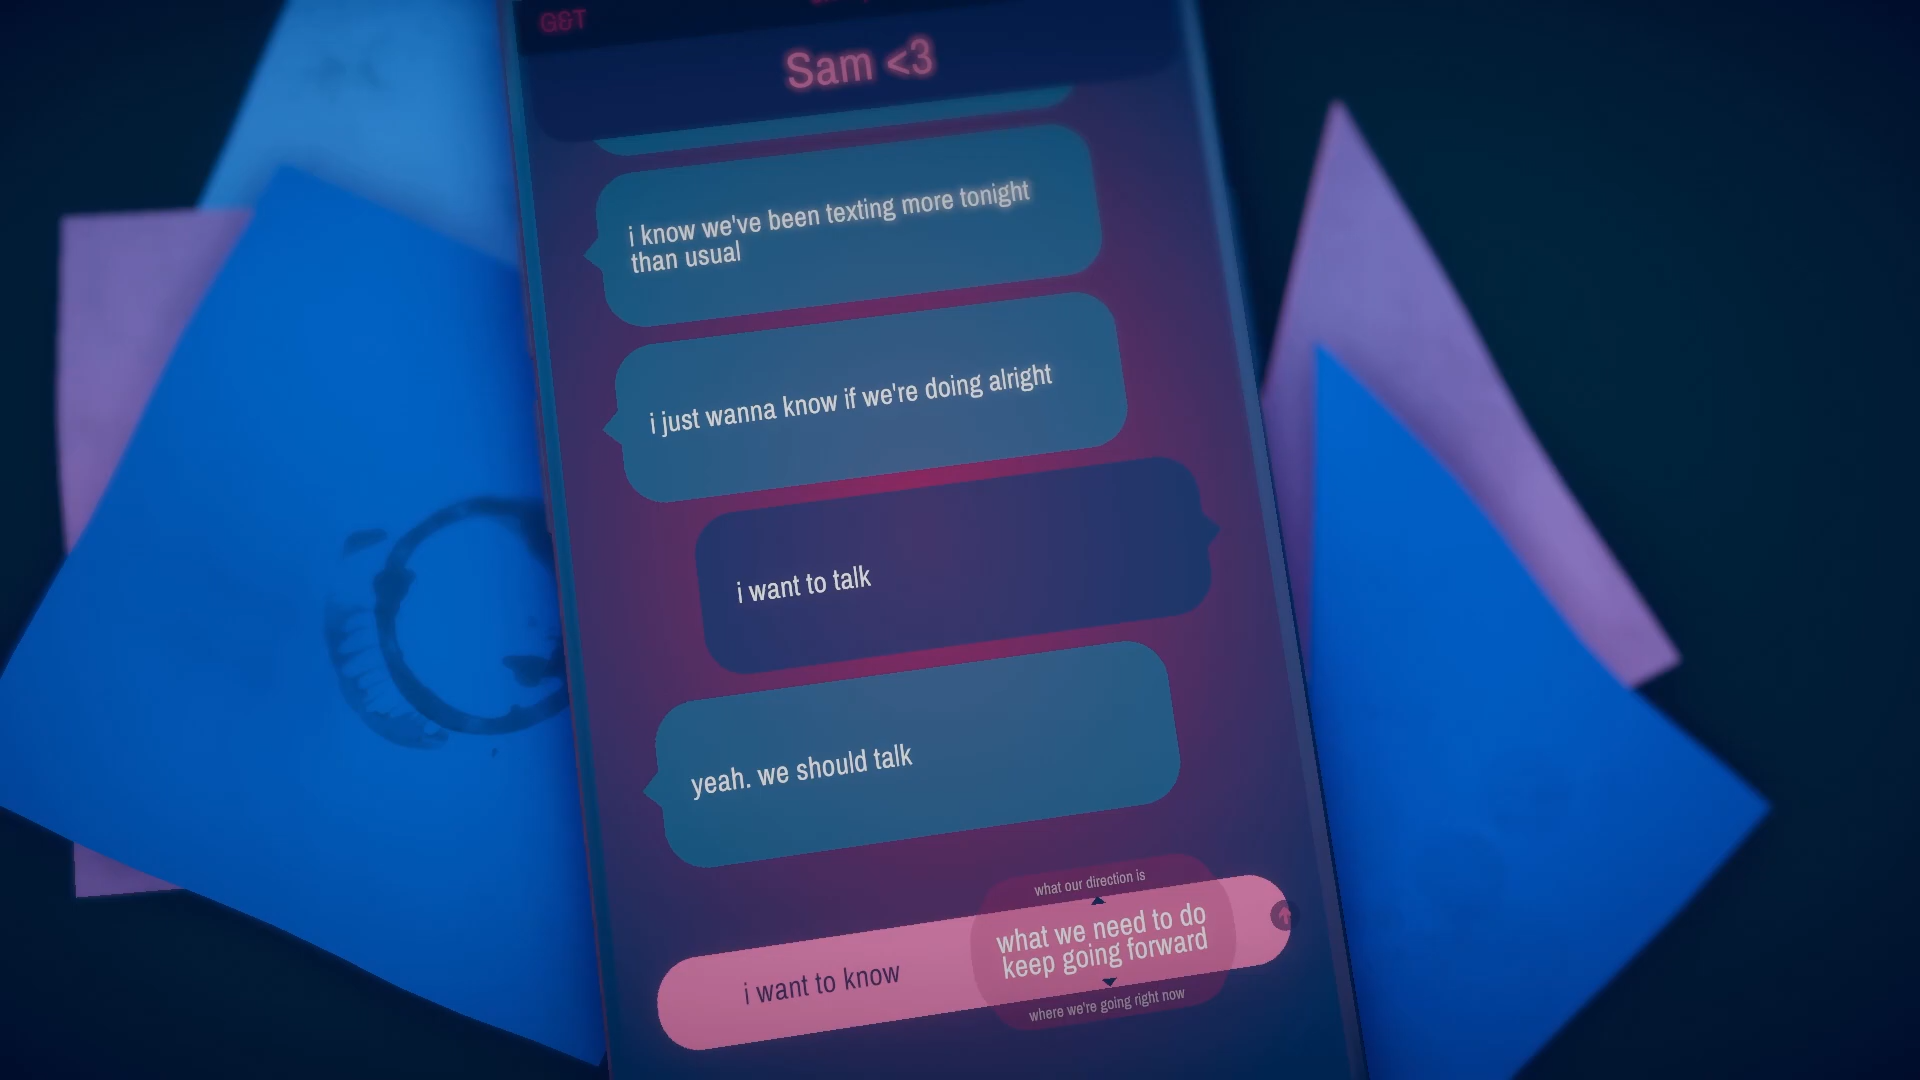 G&T
Sam <3
i know we've been texting more tonight
than usual
i just wanna know if we're doing alright
i want to talk
yeah. we should talk
what our direction is
i want to know
what we need to do
keep going forward
where we're going right now